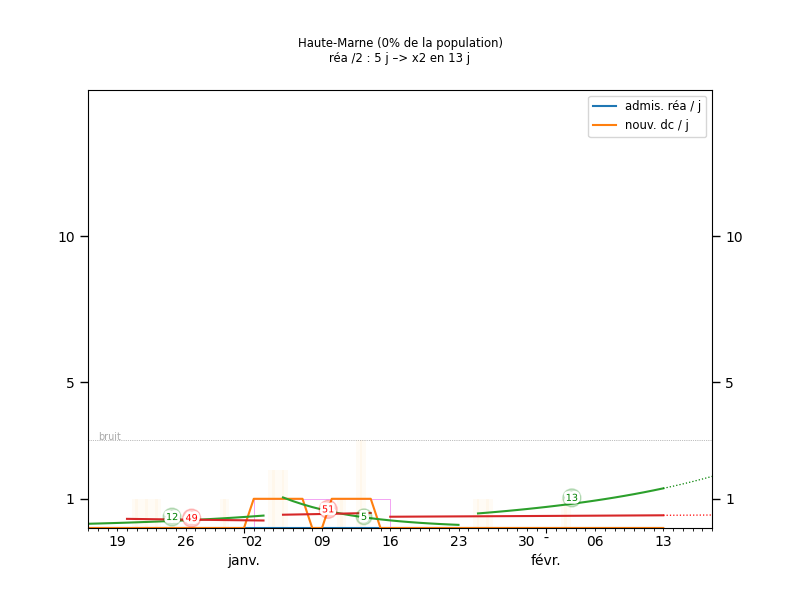 Haute-Marne (0% de la population)
réa /2 : 5 j –> x2 en 13 j
admis. réa / j
nouv. dc / j
10
10
5
5
bruit
1
1
12
49
51
5
13
19
26
02
09
16
23
30
06
13
janv.
févr.